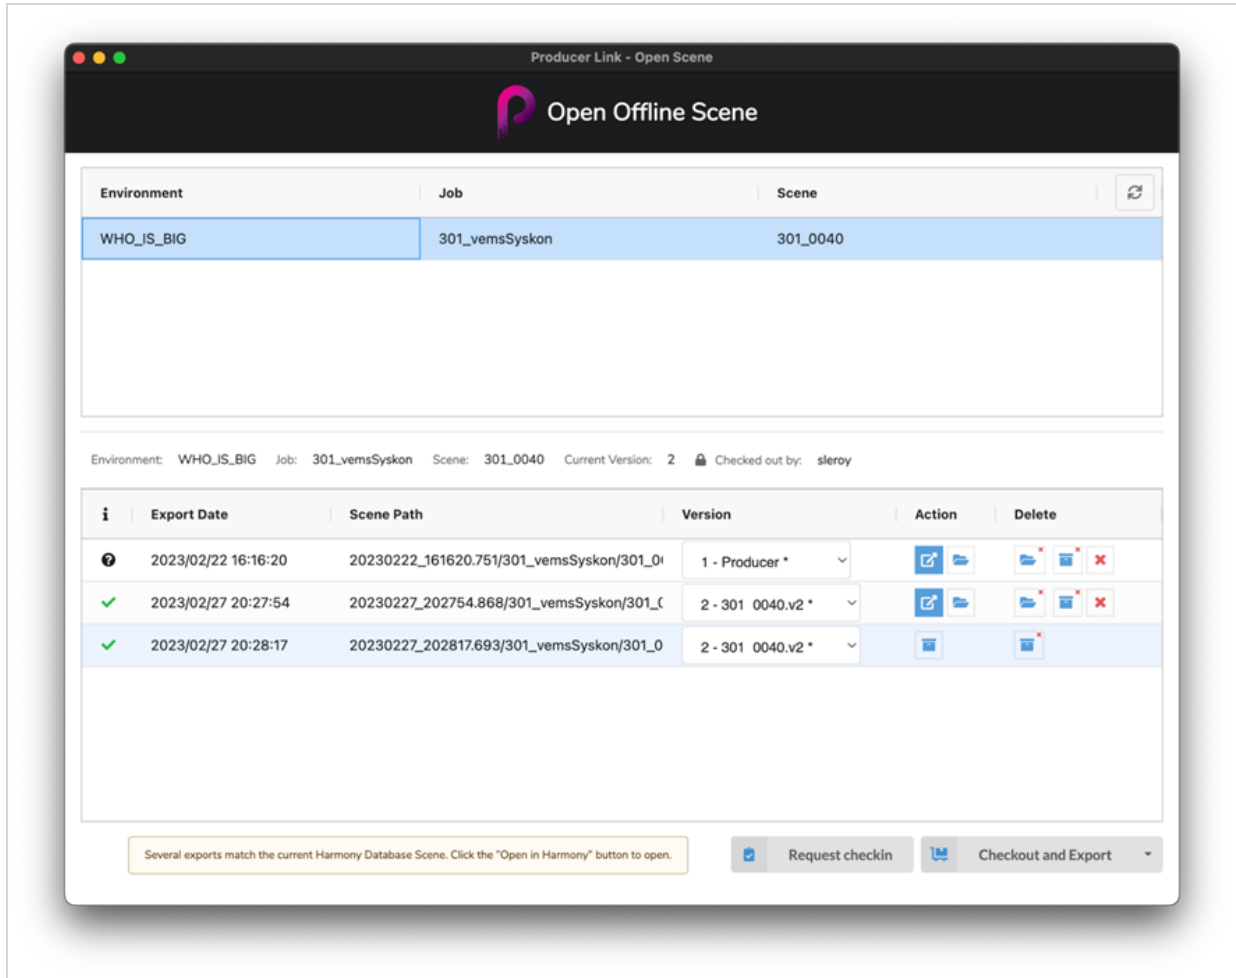 Producer Link - Open Scene
Open Offline Scene
Environment Job Scene
WHO_IS_BIG 301_vemsSyskon 301_0040
Environment: WHO_IS_BIG Job: 301_vemsSyskon Scene: 301_0040 Current Version: 2 Checked out by: sleroy
i Export Date Scene Path Version Action Delete
2023/02/22 16:16:20 20230222_161620.751/301_vemsSyskon/301_0 1 - Producer *
2023/02/27 20:27:54 20230227_202754.868/301_vemsSyskon/301_ 2 - 301_0040.v2 *
2023/02/27 20:28:17 20230227_202817.693/301_vemsSyskon/301_0 2 - 301_0040.v2 *
Several exports match the current Harmony Database Scene. Click the "Open in Harmony" button to open. Request checkin Checkout and Export